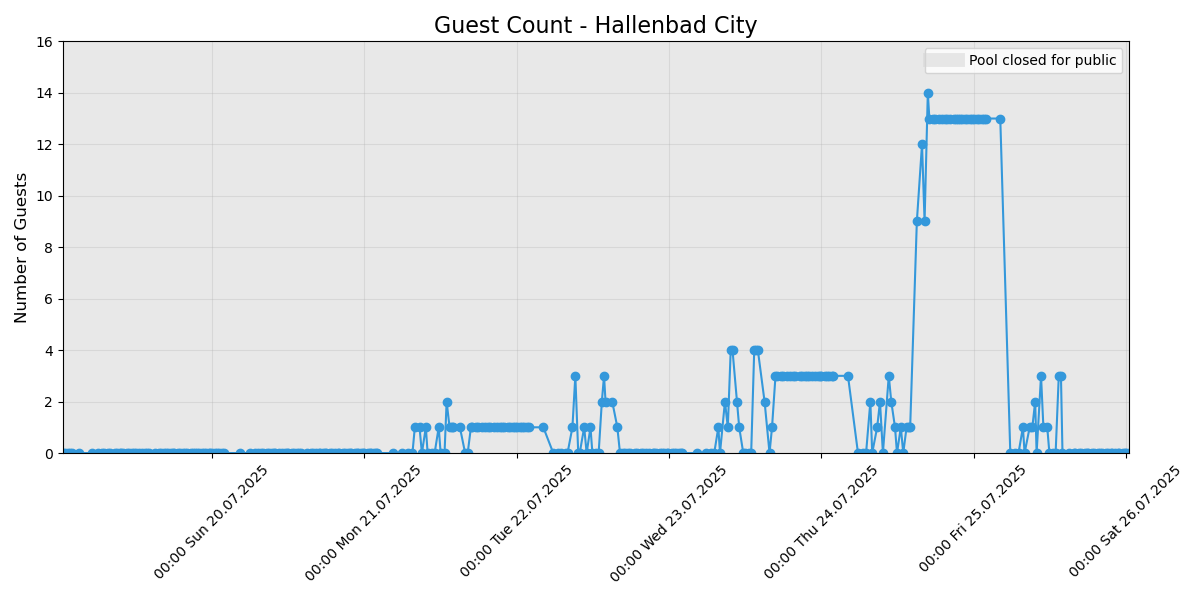 Guest Count - Hallenbad City
Pool closed for public
Number of Guests
16
14
12
10
8
6
4
2
0
00:00 Sun 20.07.2025
00:00 Mon 21.07.2025
00:00 Tue 22.07.2025
00:00 Wed 23.07.2025
00:00 Thu 24.07.2025
00:00 Fri 25.07.2025
00:00 Sat 26.07.2025